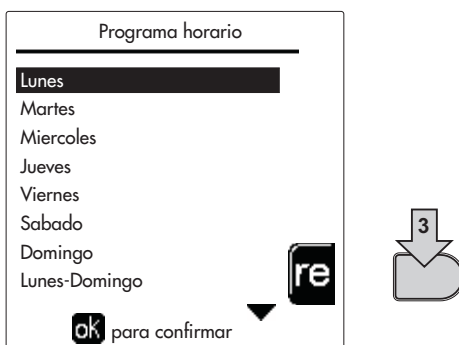 Programa horario
Lunes
Martes
Miercoles
Jueves
Viernes
Sabado
Domingo
Lunes-Domingo
re
ok para confirmar
3